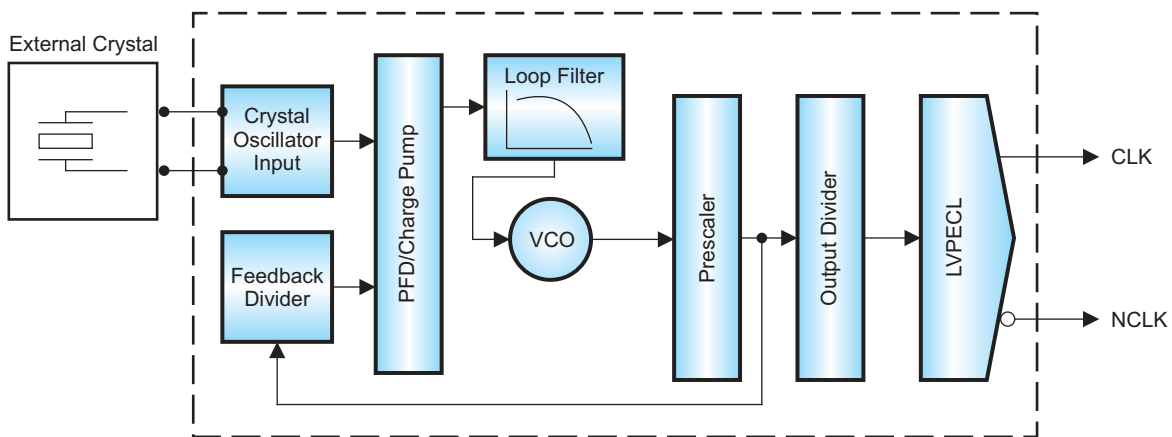 External Crystal
Crystal
Oscillator
Input
Feedback
Divider
PFD/Charge Pump
Loop Filter
VCO
Prescaler
Output Divider
LVPECL
CLK
NCLK